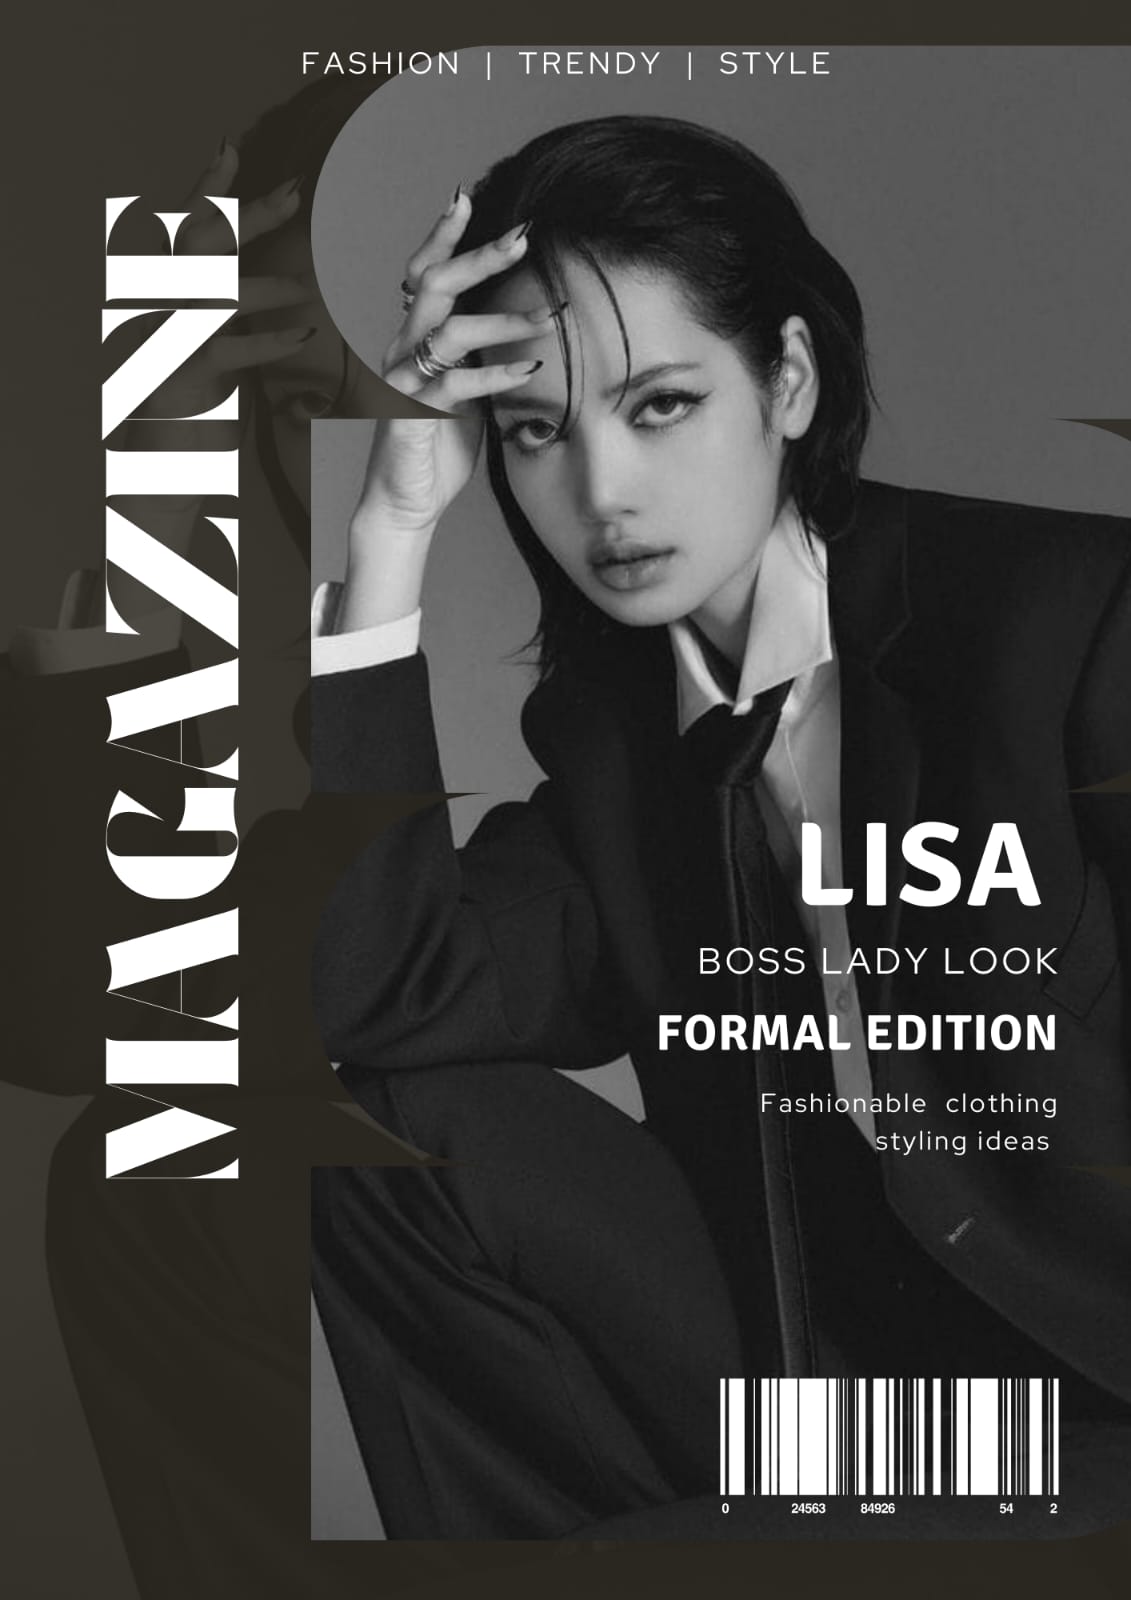 FASHION | TRENDY | STYLE
MAGAZINE
LISA
BOSS LADY LOOK
FORMAL EDITION
Fashionable clothing
styling ideas
0 24563 84926 54 2